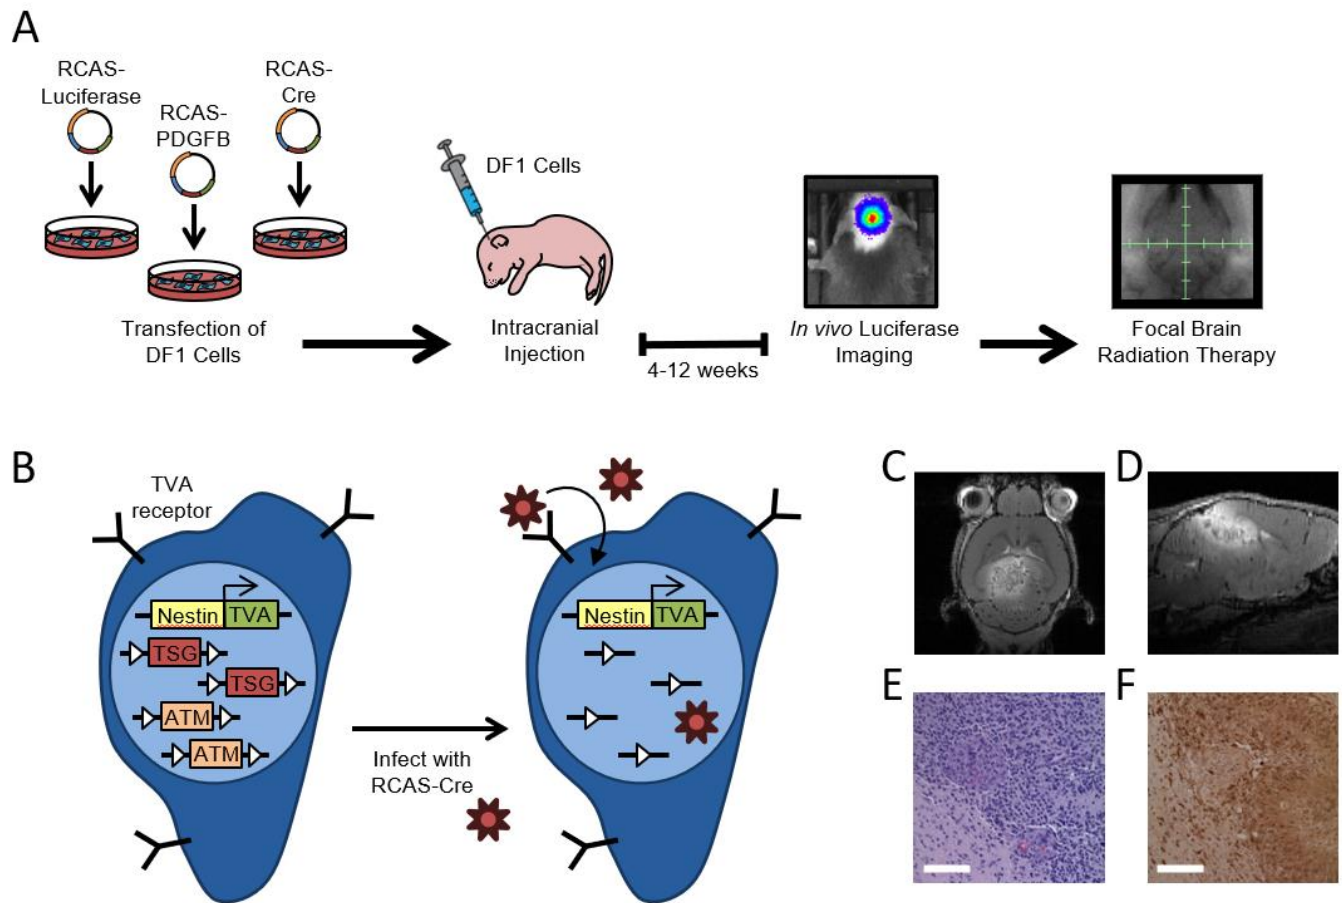 A
RCAS-
Luciferase
RCAS-
PDGFB
RCAS-
Cre
DF1 Cells
Transfection of
DF1 Cells
Intracranial
Injection
4-12 weeks
In vivo Luciferase
Imaging
Focal Brain
Radiation Therapy
B
TVA
receptor
Nestin TVA
TSG
TSG
ATM
ATM
Infect with
RCAS-Cre
Nestin TVA
C
D
E
F